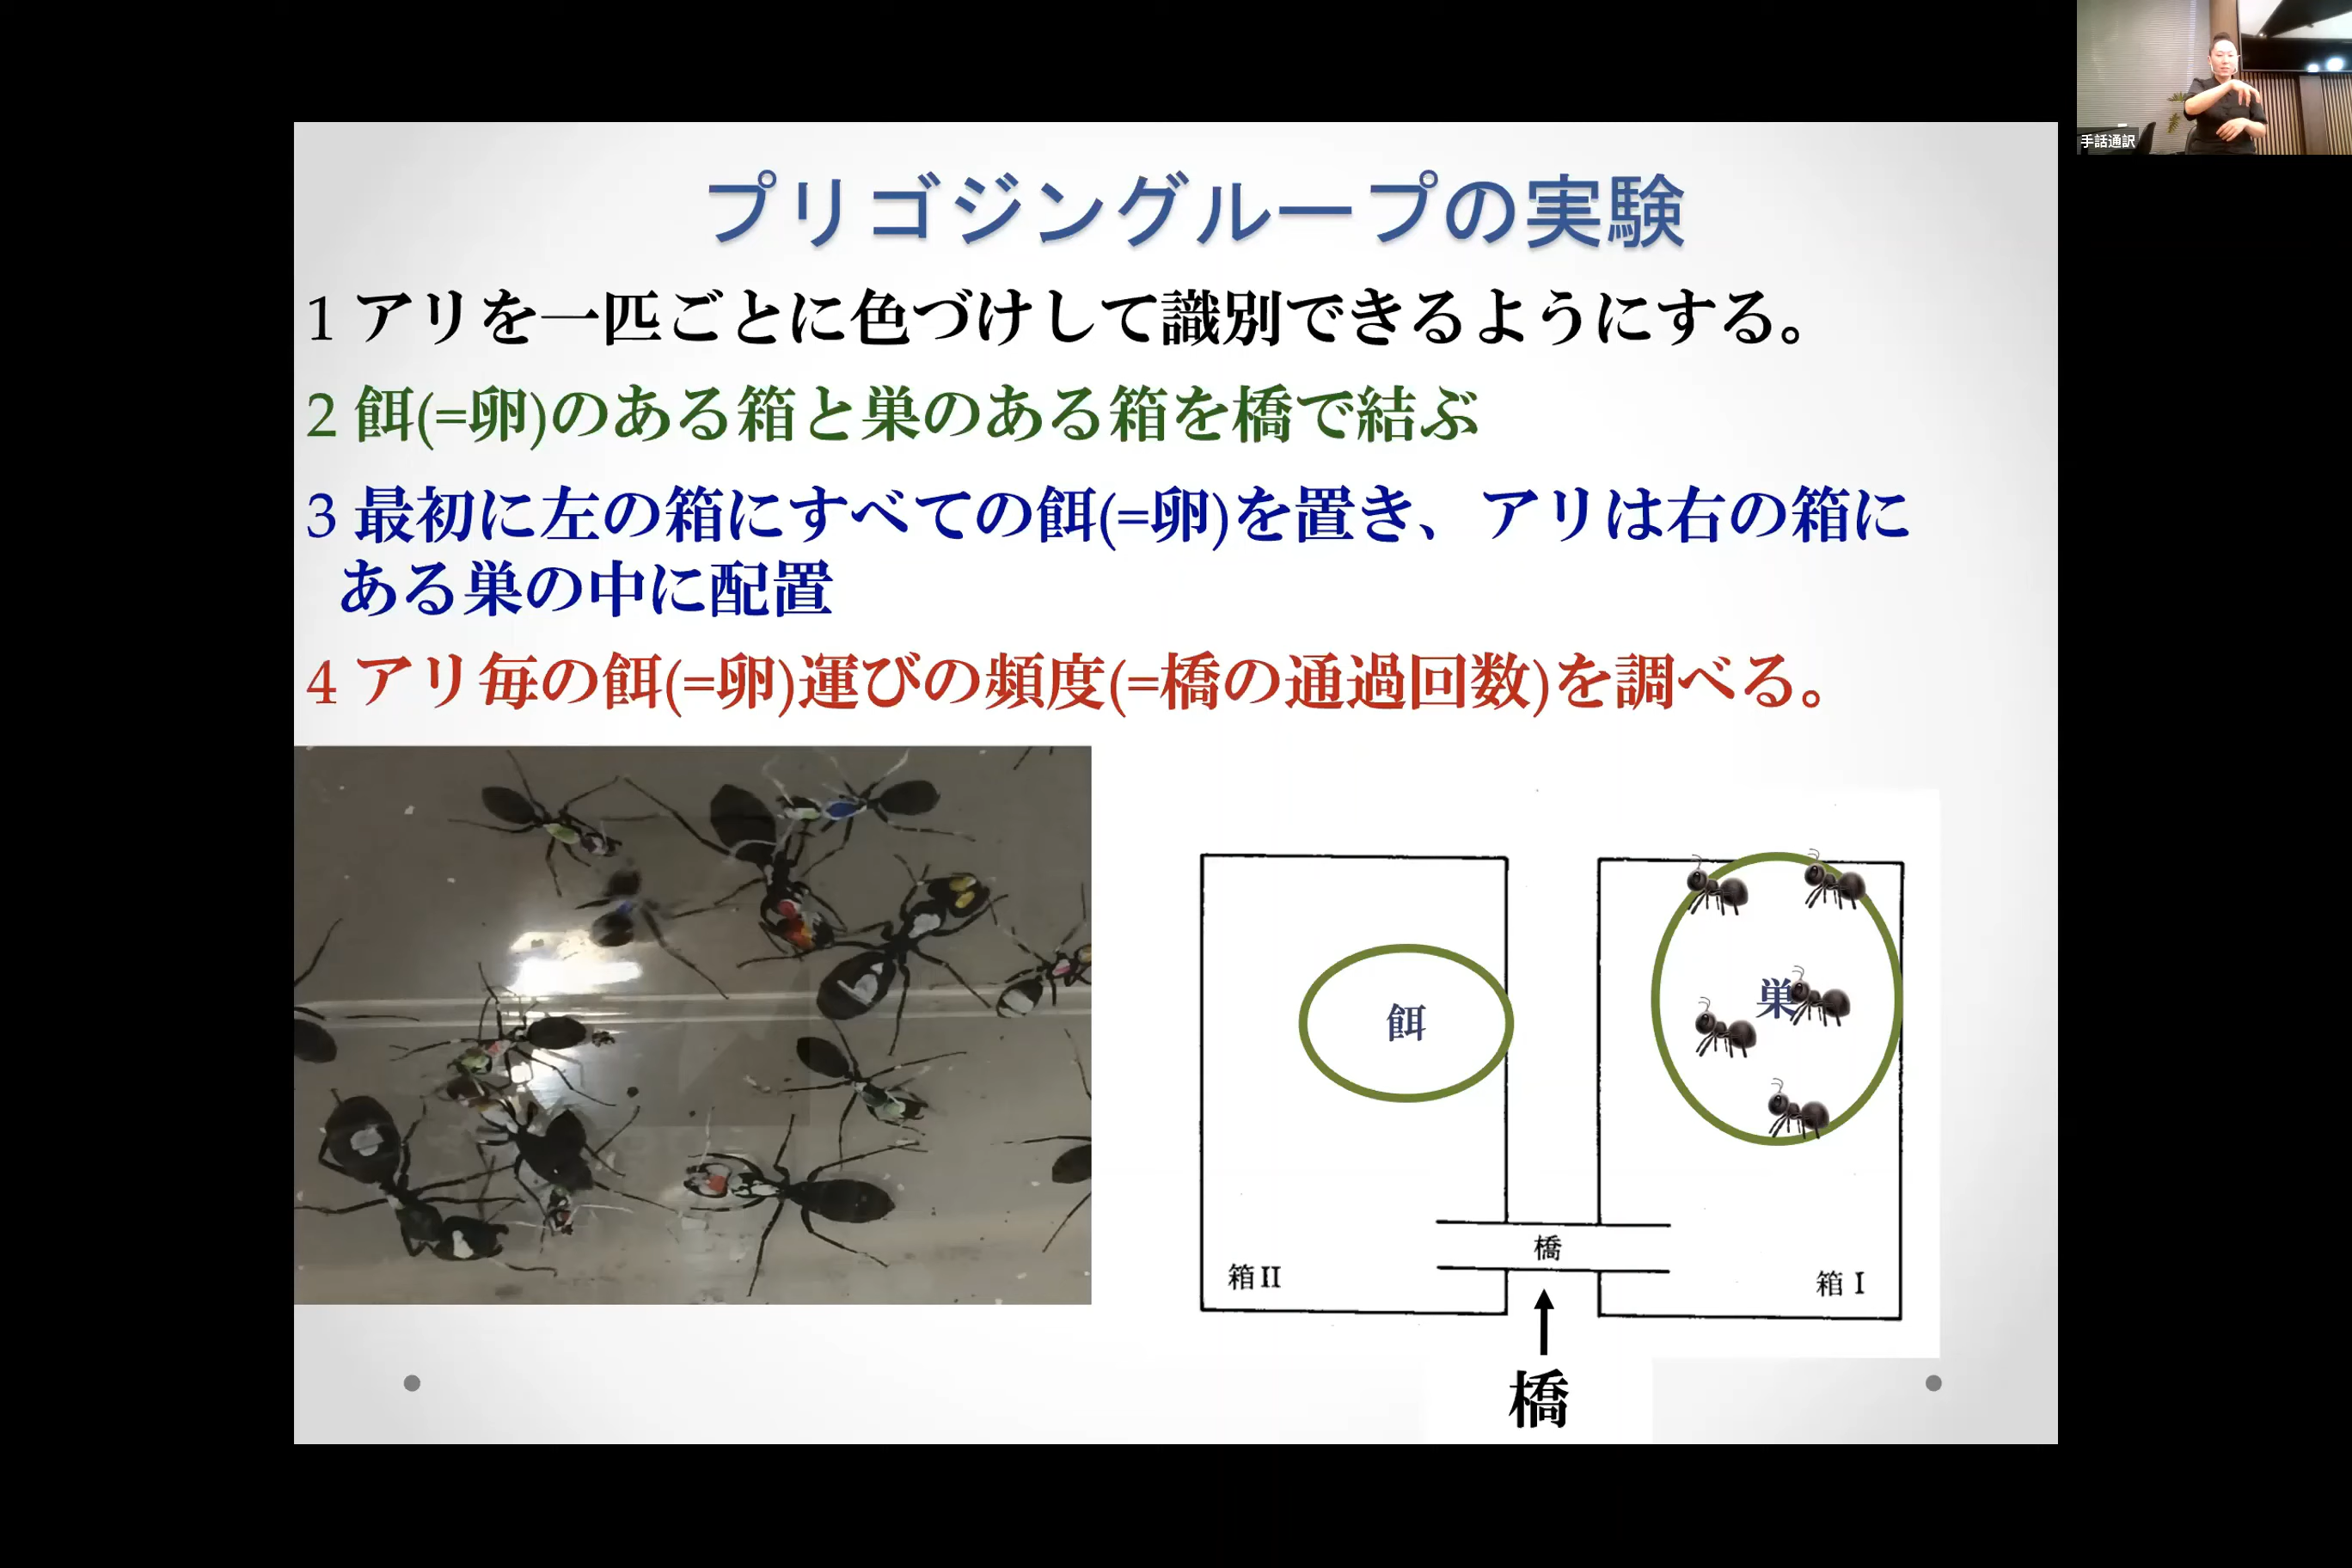 手話通訳
プリゴジングループの実験
1 アリを一匹ごとに色づけして識別できるようにする。
2 餌(=卵)のある箱と巣のある箱を橋で結ぶ
3 最初に左の箱にすべての餌(=卵)を置き、アリは右の箱に
ある巣の中に配置
4 アリ毎の餌(=卵)運びの頻度(=橋の通過回数)を調べる。
餌
巣
橋
箱II
箱I
橋